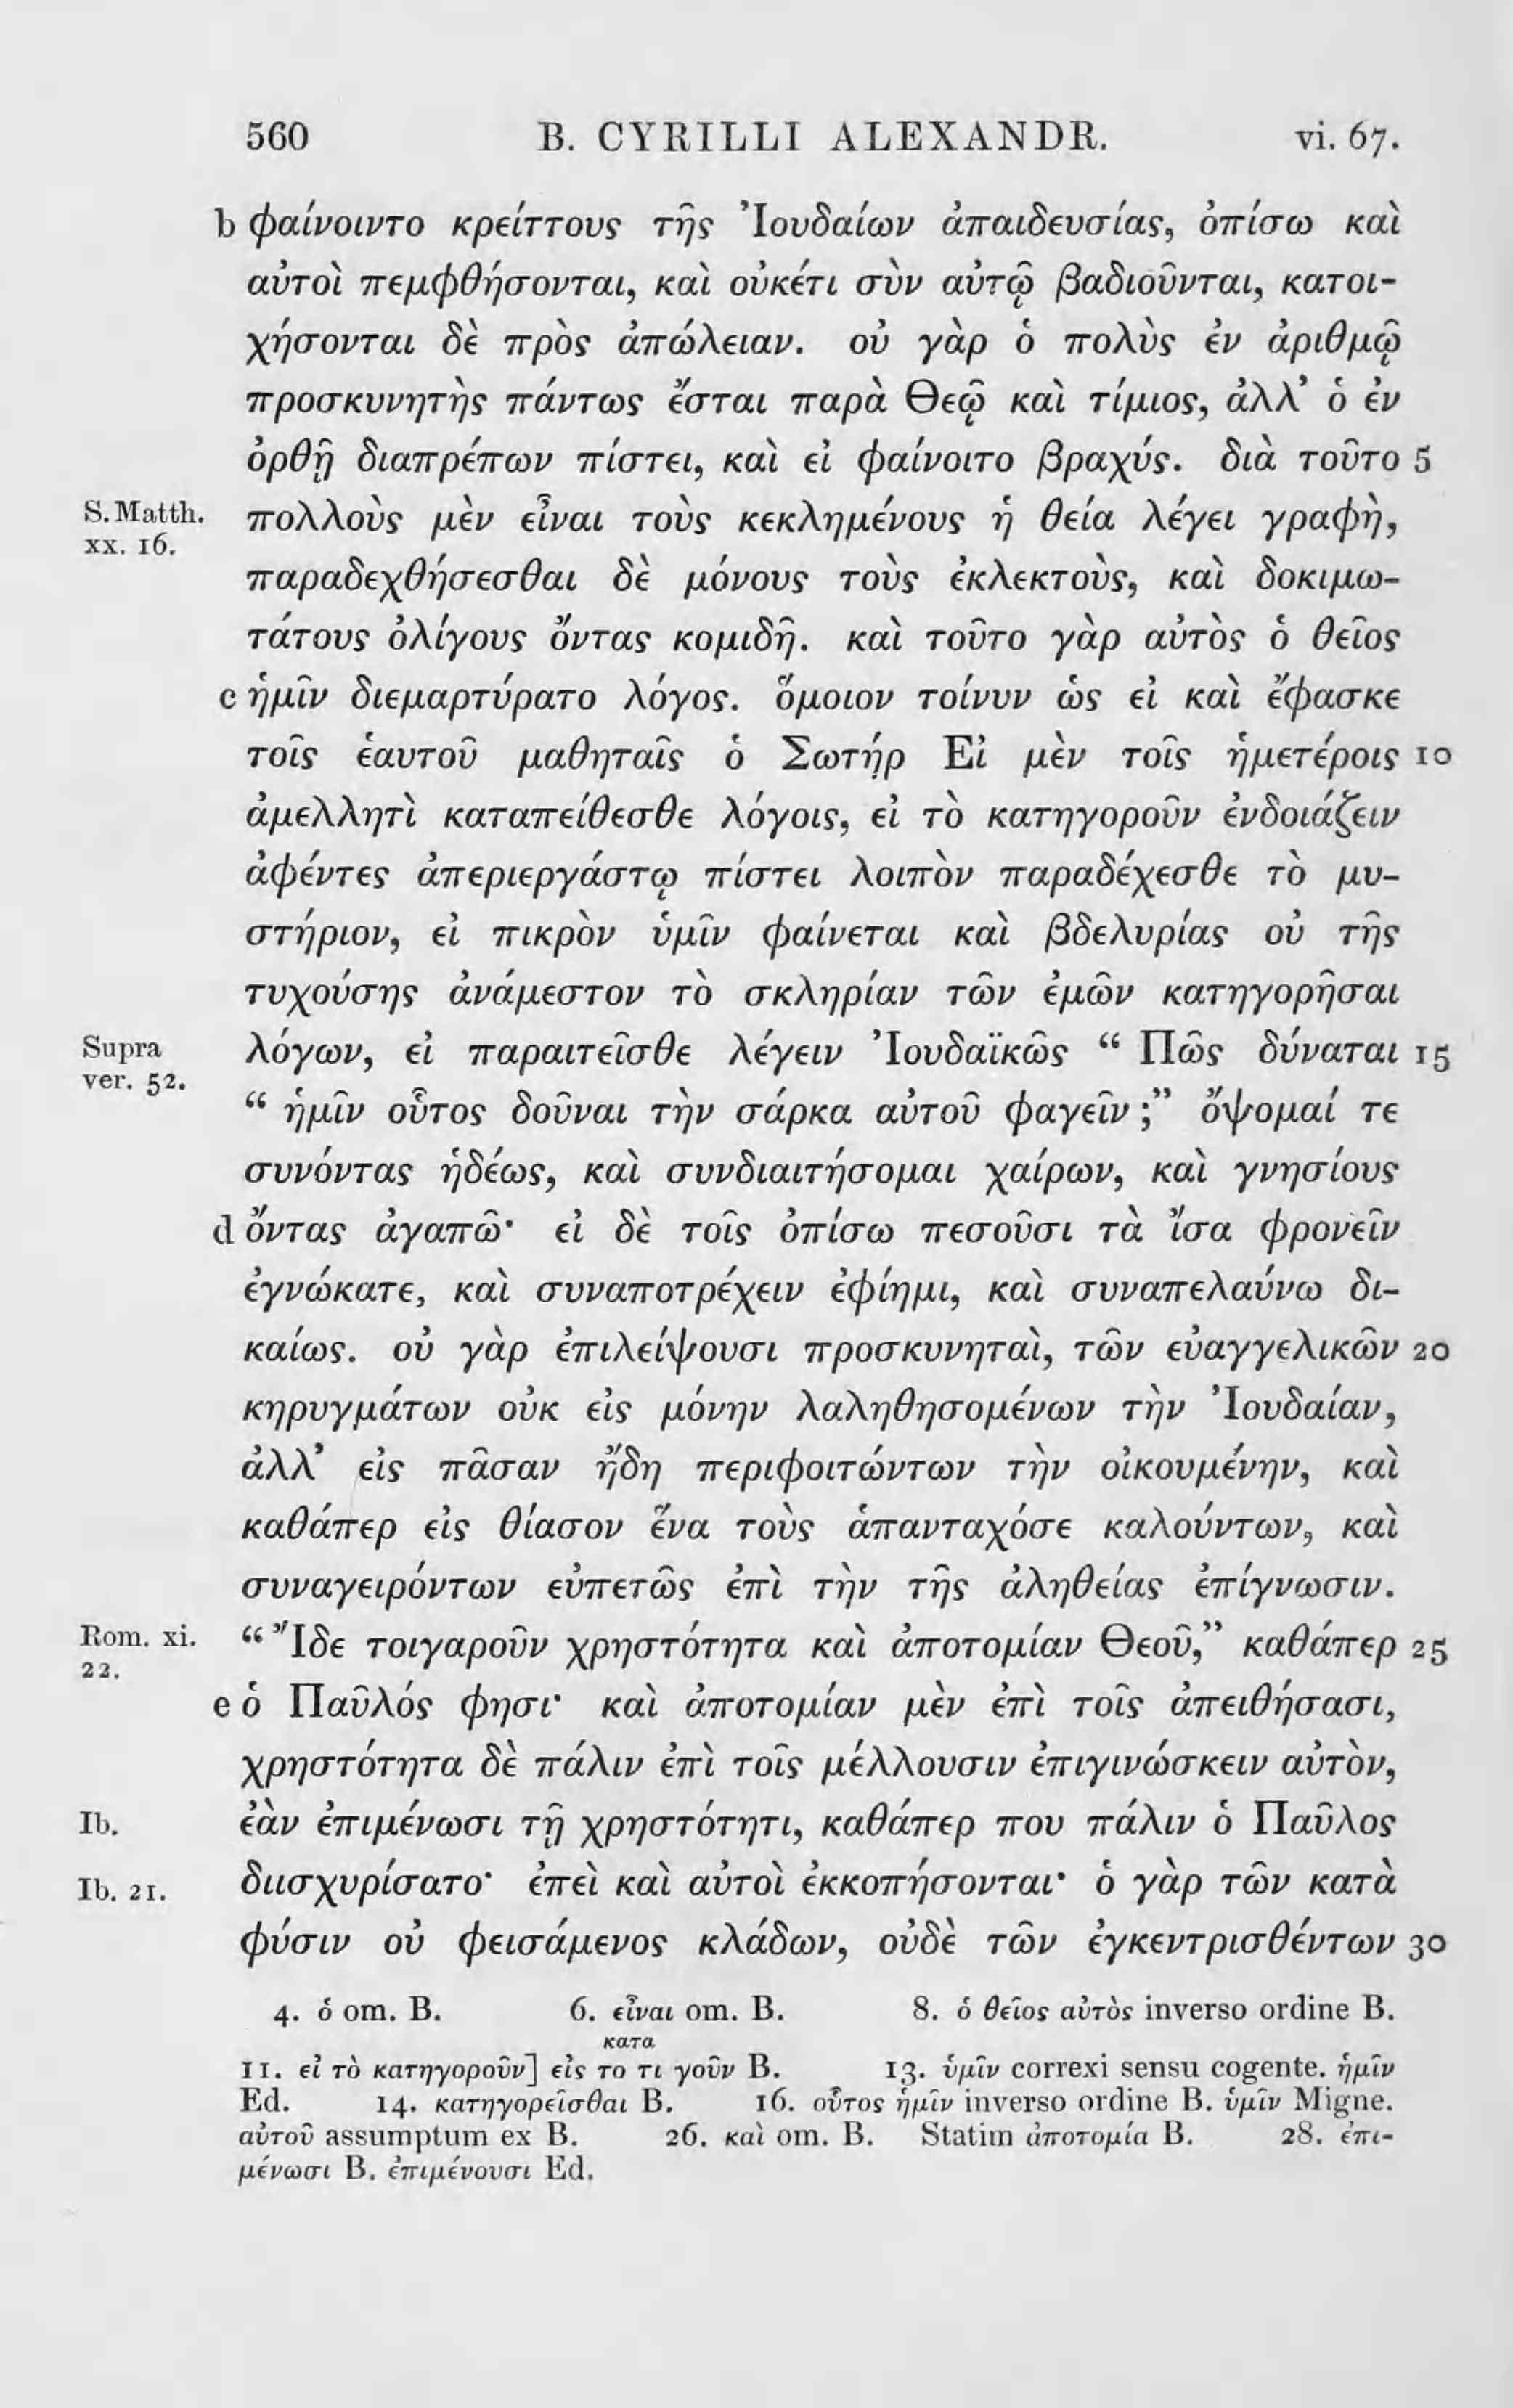 560 B. CYRILLI ALEXANDR. vi. 67.
b φαίνοιντο κρείττους τῆς Ἰουδαίων ἀπαιδευσίας, ὀπίσω καὶ
αὐτοὶ πεμφθήσονται, καὶ οὐκέτι σὺν αὐτῷ βαδιοῦνται, κατοι-
χήσονται δὲ πρὸς ἀπώλειαν. οὐ γὰρ ὁ πολὺς ἐν ἀριθμῷ
προσκυνητὴς πάντως ἔσται παρὰ Θεῷ καὶ τίμιος, ἀλλ’ ὁ ἐν
ὀρθῇ διαπρέπων πίστει, καὶ εἰ φαίνοιτο βραχύς. διὰ τοῦτο 5
S. Matth. xx. 16. πολλοὺς μὲν εἶναι τοὺς κεκλημένους ἡ θεία λέγει γραφὴ,
παραδεχθήσεσθαι δὲ μόνους τοὺς ἐκλεκτοὺς, καὶ δοκιμω-
τάτους ὀλίγους ὄντας κομιδῆ. καὶ τοῦτο γὰρ αὐτὸς ὁ θεῖος
c ἡμῖν διεμαρτύρατο λόγος. ὅμοιον τοίνυν ὡς εἰ καὶ ἔφασκε
τοῖς ἑαυτοῦ μαθηταῖς ὁ Σωτήρ Εἰ μὲν τοῖς ἡμετέροις 10
ἀμελλητὶ καταπείθεσθε λόγοις, εἰ τὸ κατηγοροῦν ἐνδοιάζειν
ἀφέντες ἀπεριεργάστῳ πίστει λοιπὸν παραδέχεσθε τὸ μυ-
στήριον, εἰ πικρὸν ὑμῖν φαίνεται καὶ βδελυρίας οὐ τῆς
τυχούσης ἀνάμεστον τὸ σκληρίαν τῶν ἐμῶν κατηγορῆσαι
Supra ver. 52. λόγων, εἰ παραιτεῖσθε λέγειν Ἰουδαϊκῶς “ Πῶς δύναται 15
“ ἡμῖν οὗτος δοῦναι τὴν σάρκα αὐτοῦ φαγεῖν ;” ὄψομαί τε
συνόντας ἡδέως, καὶ συνδιαιτήσομαι χαίρων, καὶ γνησίους
d ὄντας ἀγαπῶ· εἰ δὲ τοῖς ὀπίσω πεσοῦσι τὰ ἴσα φρονεῖν
ἐγνώκατε, καὶ συναποτρέχειν ἐφίημι, καὶ συναπελαύνω δι-
καίως. οὐ γὰρ ἐπιλείψουσι προσκυνηταὶ, τῶν εὐαγγελικῶν 20
κηρυγμάτων οὐκ εἰς μόνην λαληθησομένων τὴν Ἰουδαίαν,
ἀλλ’ εἰς πᾶσαν ἤδη περιφοιτώντων τὴν οἰκουμένην, καὶ
καθάπερ εἰς θίασον ἕνα τοὺς ἁπανταχόσε καλούντων, καὶ
συναγειρόντων εὐπετῶς ἐπὶ τὴν τῆς ἀληθείας ἐπίγνωσιν.
Rom. xi. 22. “ Ἴδε τοιγαροῦν χρηστότητα καὶ ἀποτομίαν Θεοῦ,” καθάπερ 25
e ὁ Παῦλός φησι· καὶ ἀποτομίαν μὲν ἐπὶ τοῖς ἀπειθήσασι,
χρηστότητα δὲ πάλιν ἐπὶ τοῖς μέλλουσιν ἐπιγινώσκειν αὐτὸν,
Ib. ἐὰν ἐπιμένωσι τῇ χρηστότητι, καθάπερ που πάλιν ὁ Παῦλος
Ib. 21. διισχυρίσατο· ἐπεὶ καὶ αὐτοὶ ἐκκοπήσονται· ὁ γὰρ τῶν κατὰ
φύσιν οὐ φεισάμενος κλάδων, οὐδὲ τῶν ἐγκεντρισθέντων 30
4. ὁ om. B. 6. εἶναι om. B. 8. ὁ θεῖος αὐτὸς inverso ordine B.
κατα
11. εἰ τὸ κατηγοροῦν] εἰς το τι γοῦν B. 13. ὑμῖν correxi sensu cogente. ἡμῖν
Ed. 14. κατηγορεῖσθαι B. 16. οὗτος ἡμῖν inverso ordine B. ὑμῖν Migne.
αὐτοῦ assumptum ex B. 26. καὶ om. B. Statim ἀποτομία B. 28. ἐπι-
μένωσι B. ἐπιμένουσι Ed.